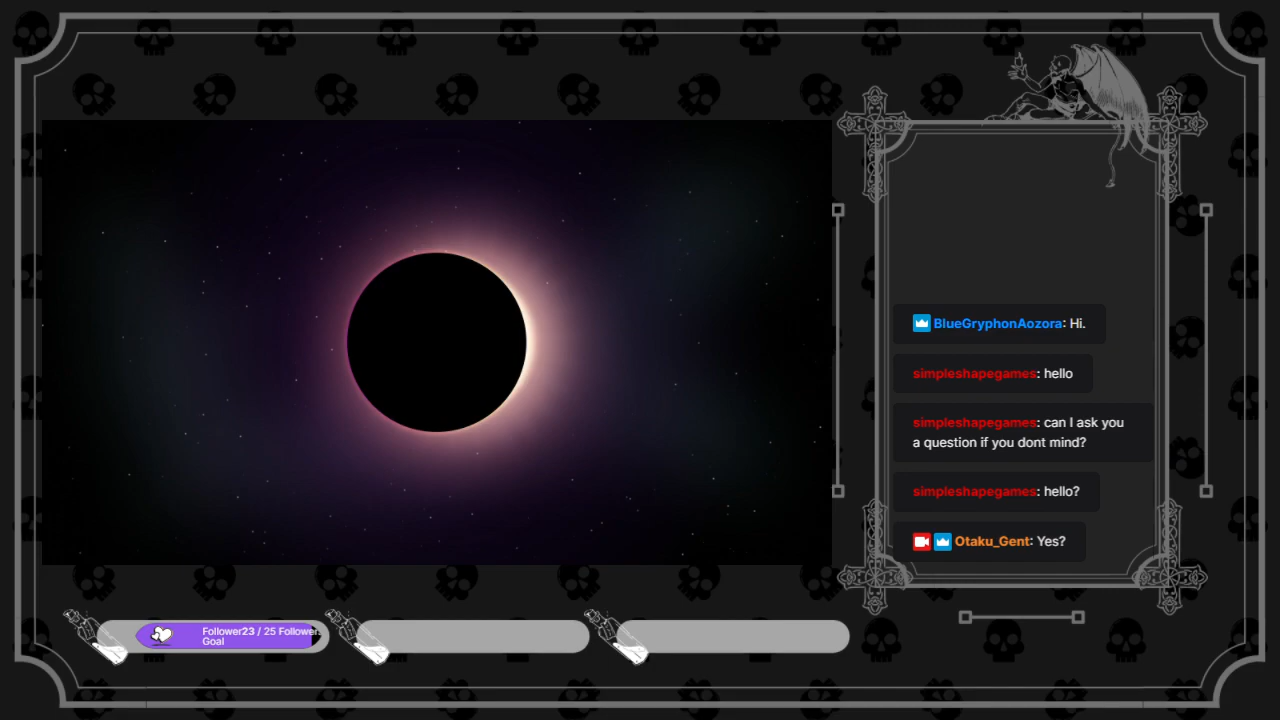 BlueGryphonAozora: Hi.
simpleshapegames: hello
simpleshapegames: can I ask you
a question if you dont mind?
simpleshapegames: hello?
Otaku_Gent: Yes?
Follower23 / 25 Follower
Goal